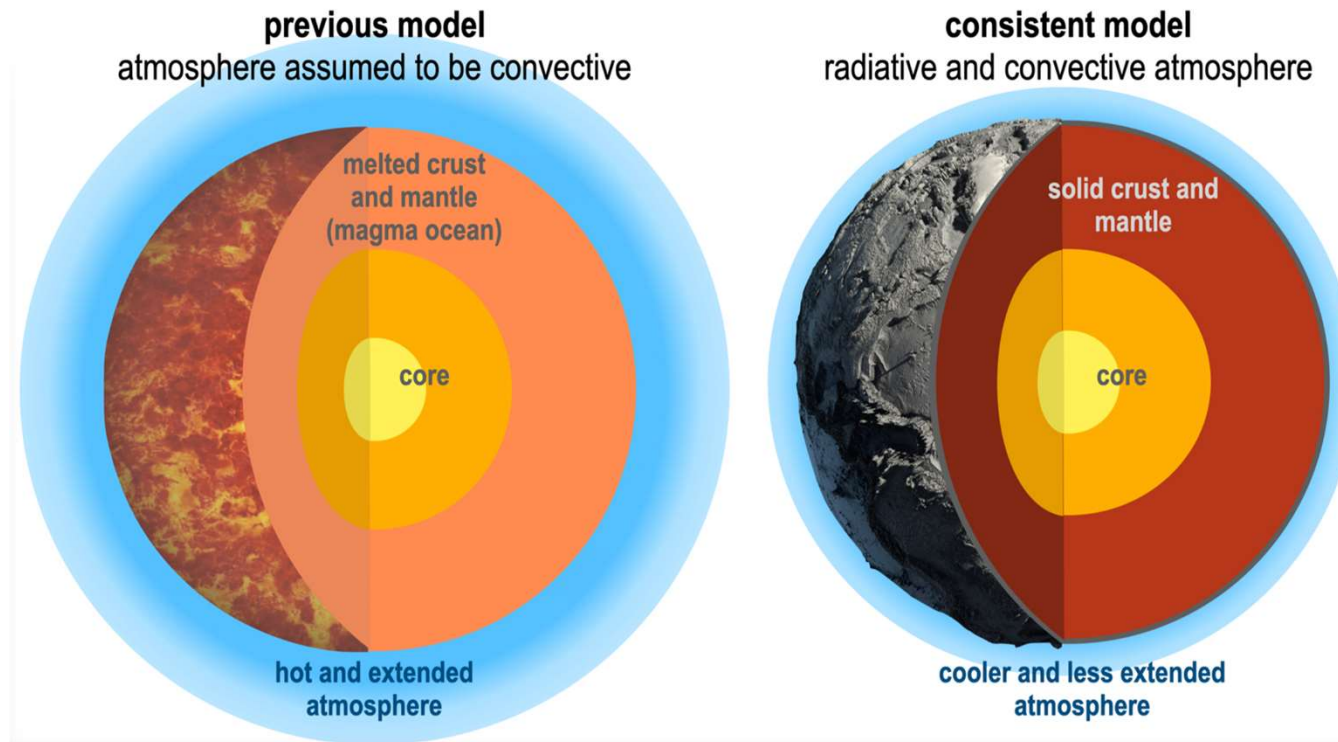 previous model
atmosphere assumed to be convective
melted crust
and mantle
(magma ocean)
core
hot and extended
atmosphere
consistent model
radiative and convective atmosphere
solid crust and
mantle
core
cooler and less extended
atmosphere